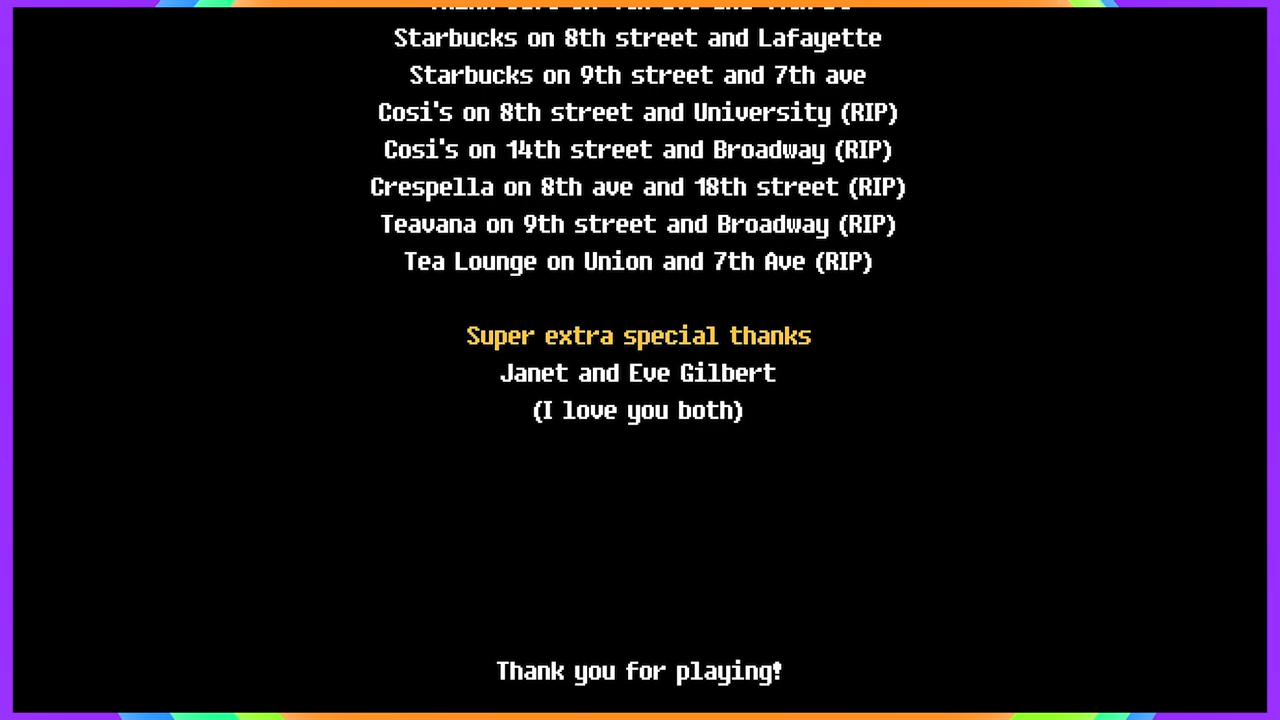 Starbucks on 8th street and Lafayette
Starbucks on 9th street and 7th ave
Cosi's on 8th street and University (RIP)
Cosi's on 14th street and Broadway (RIP)
Crespella on 8th ave and 18th street (RIP)
Teavana on 9th street and Broadway (RIP)
Tea Lounge on Union and 7th Ave (RIP)
Super extra special thanks
Janet and Eve Gilbert
(I love you both)
Thank you for playing!